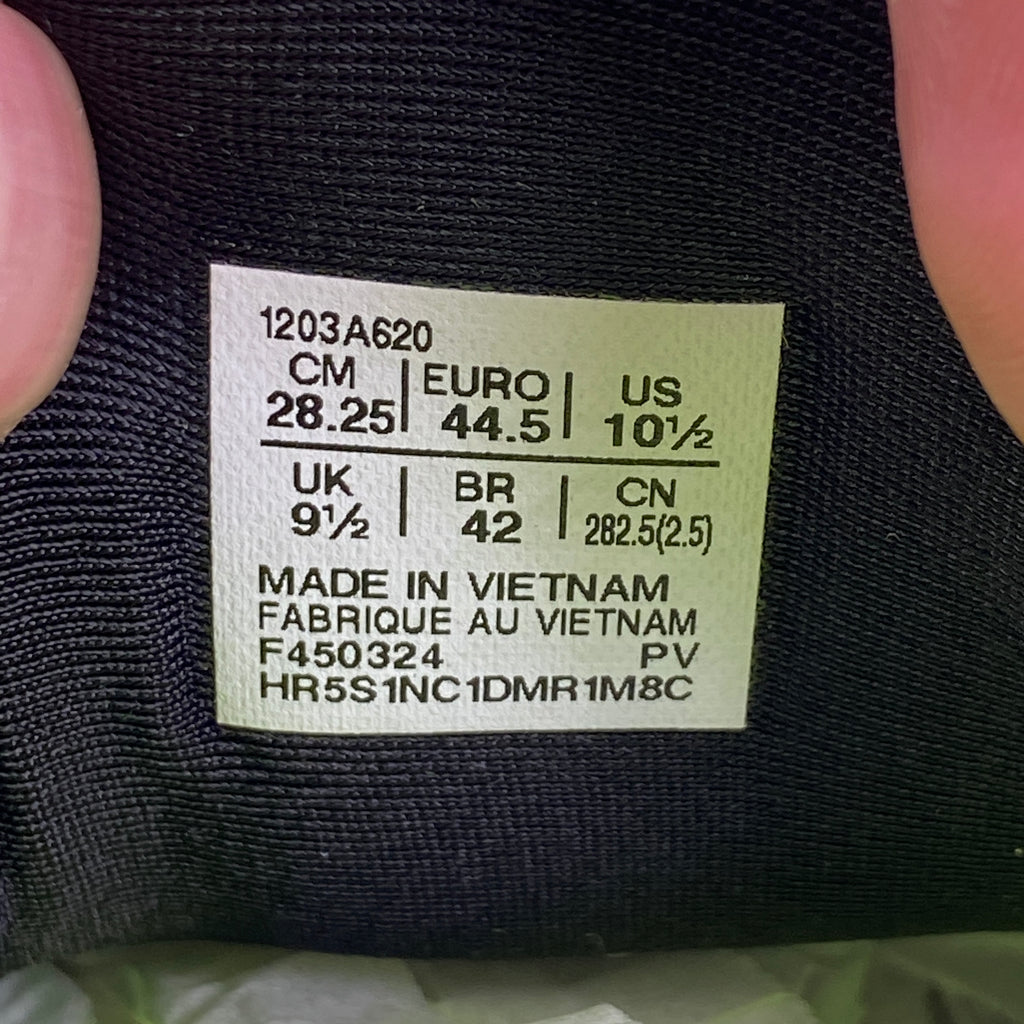 1203A620
CM | EURO | US
28.25 | 44.5 | 10½
UK | BR | CN
9½ | 42 | 282.5(2.5)
MADE IN VIETNAM
FABRIQUE AU VIETNAM
F450324 PV
HR5S1NC1DMR1M8C